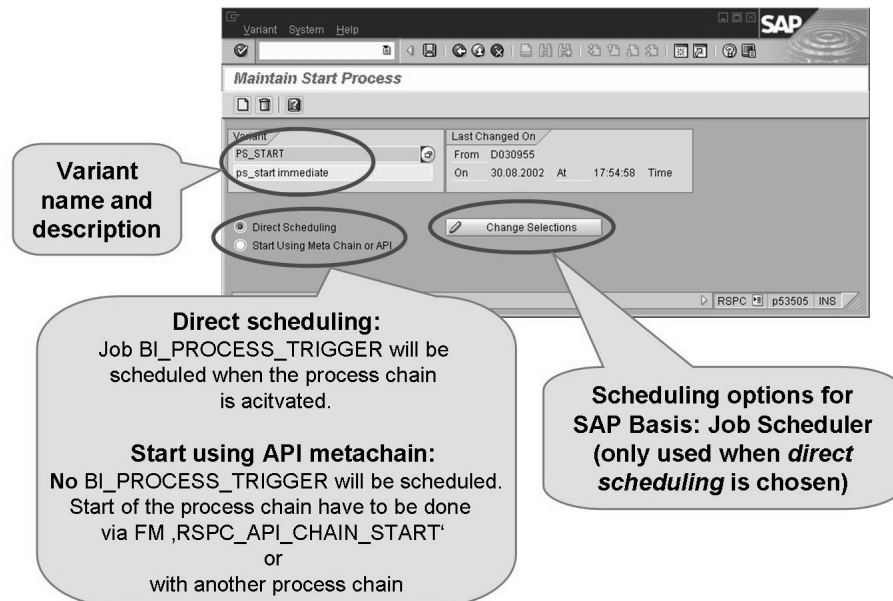 Variant System Help
SAP
Maintain Start Process
Variant
PS_START
ps_start immediate
Last Changed On
From D030955
On 30.08.2002 At 17:54:58 Time
Direct Scheduling
Start Using Meta Chain or API
Change Selections
RSPC p53505 INS
Variant
name and
description
Direct scheduling:
Job BI_PROCESS_TRIGGER will be
scheduled when the process chain
is acitvated.
Start using API metachain:
No BI_PROCESS_TRIGGER will be scheduled.
Start of the process chain have to be done
via FM ‚RSPC_API_CHAIN_START‘
or
with another process chain
Scheduling options for
SAP Basis: Job Scheduler
(only used when direct
scheduling is chosen)